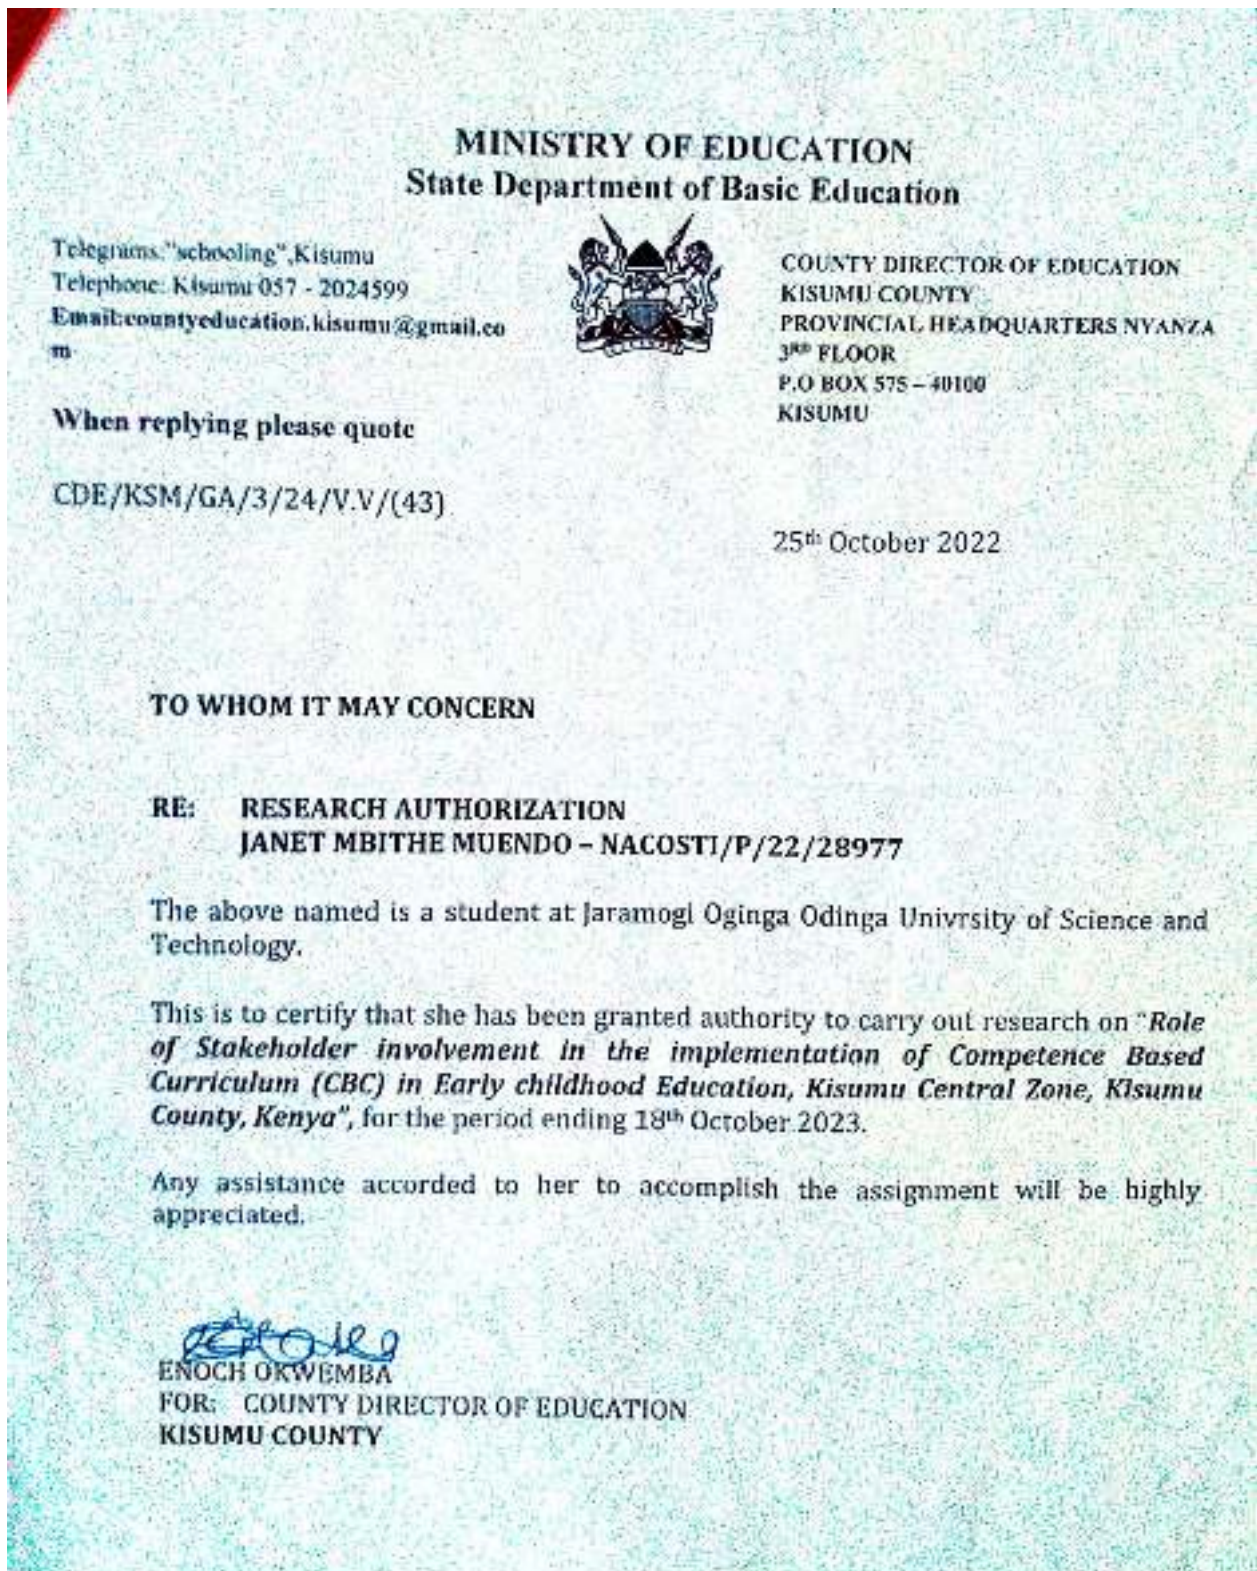 MINISTRY OF EDUCATION
State Department of Basic Education
Telegrams:"schooling",Kisumu
Telephone: Kisumu 057 - 2024599
Email:countyeducation.kisumu@gmail.co
m
COUNTY DIRECTOR OF EDUCATION
KISUMU COUNTY
PROVINCIAL HEADQUARTERS NYANZA
3RD FLOOR
P.O BOX 575 – 40100
KISUMU
When replying please quote
CDE/KSM/GA/3/24/V.V/(43)
25th October 2022
TO WHOM IT MAY CONCERN
RE: RESEARCH AUTHORIZATION
JANET MBITHE MUENDO – NACOSTI/P/22/28977
The above named is a student at Jaramogi Oginga Odinga Univrsity of Science and
Technology.
This is to certify that she has been granted authority to carry out research on "Role
of Stakeholder involvement in the implementation of Competence Based
Curriculum (CBC) in Early childhood Education, Kisumu Central Zone, Kisumu
County, Kenya", for the period ending 18th October 2023.
Any assistance accorded to her to accomplish the assignment will be highly
appreciated.
ENOCH OKWEMBA
FOR: COUNTY DIRECTOR OF EDUCATION
KISUMU COUNTY